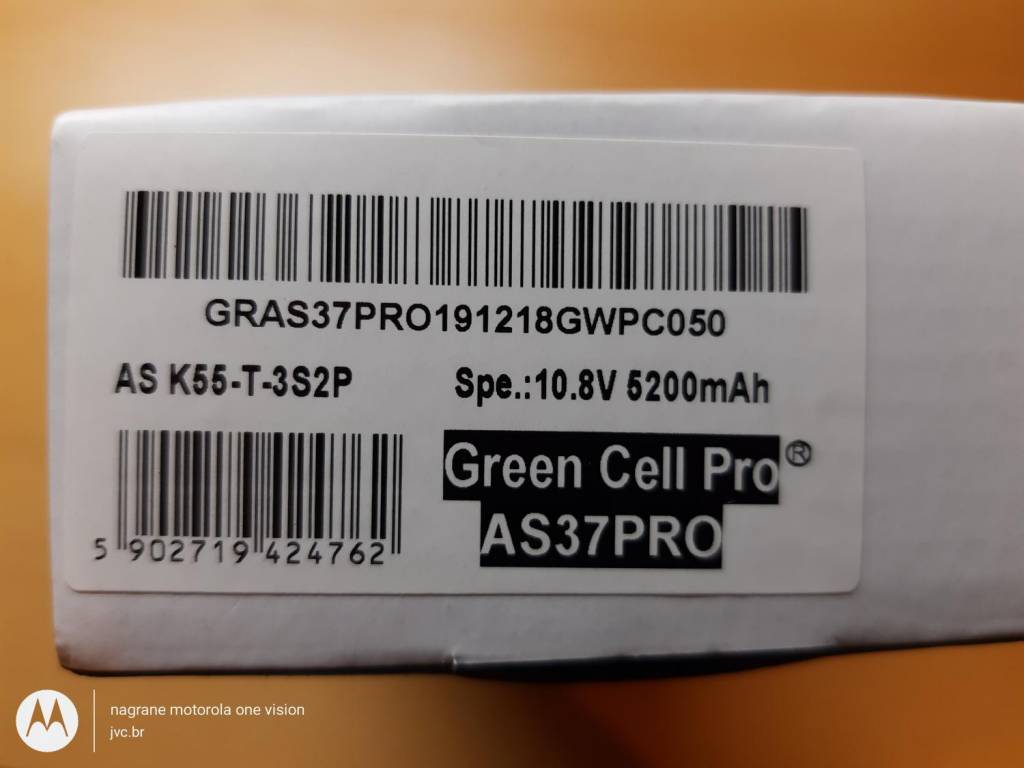 GRAS37PRO191218GWPC050
AS K55-T-3S2P Spe.:10.8V 5200mAh
Green Cell Pro®
AS37PRO
5 902719 424762
nagrane motorola one vision
jvc.br